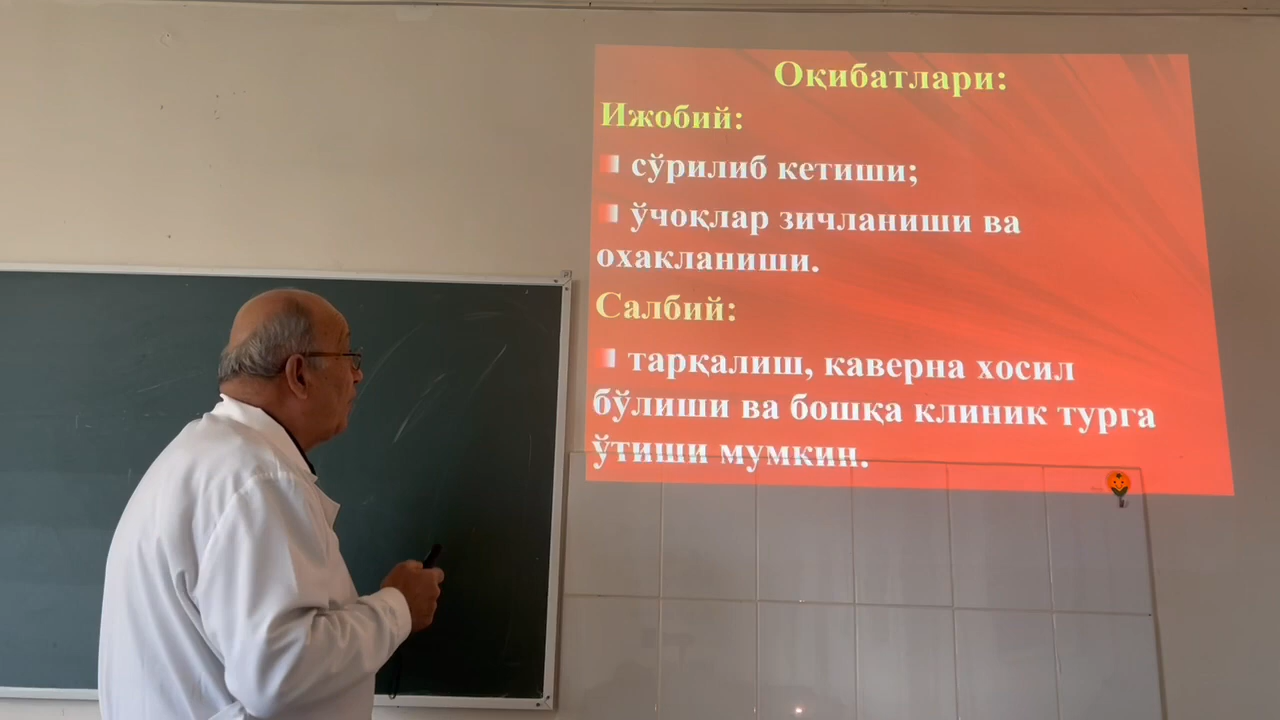 Оқибатлари:
Ижобий:
сўрилиб кетиши;
ўчоқлар зичланиши ва
охакланиши.
Салбий:
тарқалиш, каверна хосил
бўлиши ва бошқа клиник турга
ўтиши мумкин.